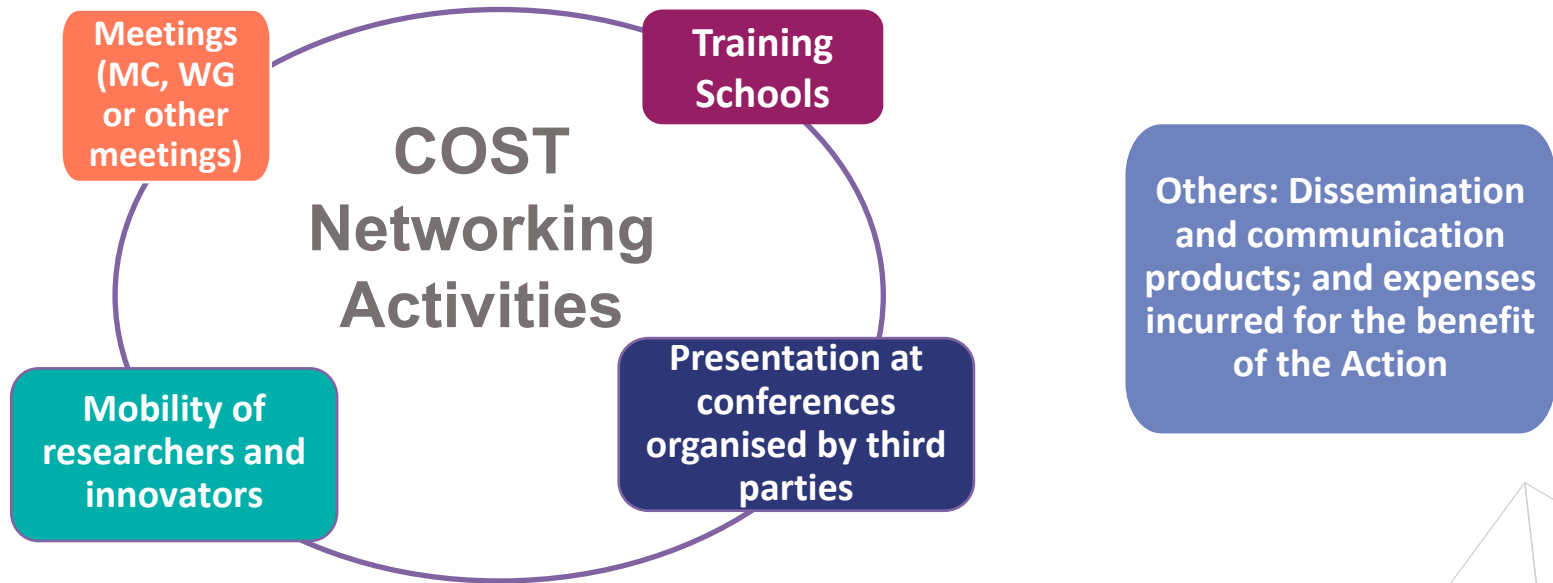 Meetings
(MC, WG
or other
meetings)
Training
Schools
COST
Networking
Activities
Others: Dissemination
and communication
products; and expenses
incurred for the benefit
of the Action
Mobility of
researchers and
innovators
Presentation at
conferences
organised by third
parties